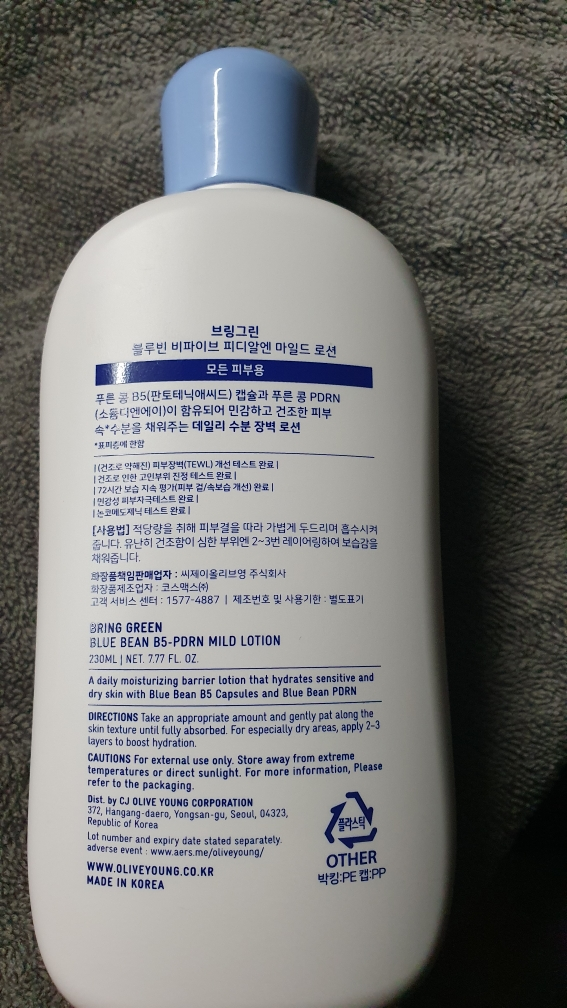 브링그린
블루빈 비파이브 피디알엔 마일드 로션
모든 피부용
푸른 콩 B5(판토테닉애씨드) 캡슐과 푸른 콩 PDRN
(소듐디엔에이)이 함유되어 민감하고 건조한 피부
속*수분을 채워주는 데일리 수분 장벽 로션
*표피층에 한함
| (건조로 약해진) 피부장벽(TEWL) 개선 테스트 완료 |
| 건조로 인한 고민부위 진정 테스트 완료 |
| 72시간 보습 지속 평가(피부 겉/속보습 개선) 완료 |
| 민감성 피부자극테스트 완료 |
| 논코메도제닉 테스트 완료 |
[사용법] 적당량을 취해 피부결을 따라 가볍게 두드리며 흡수시켜
줍니다. 유난히 건조함이 심한 부위엔 2~3번 레이어링하여 보습감을
채워줍니다.
화장품책임판매업자 : 씨제이올리브영 주식회사
화장품제조업자 : 코스맥스㈜
고객 서비스 센터 : 1577-4887 | 제조번호 및 사용기한 : 별도표기
BRING GREEN
BLUE BEAN B5-PDRN MILD LOTION
230ML | NET. 7.77 FL. OZ.
A daily moisturizing barrier lotion that hydrates sensitive and
dry skin with Blue Bean B5 Capsules and Blue Bean PDRN
DIRECTIONS Take an appropriate amount and gently pat along the
skin texture until fully absorbed. For especially dry areas, apply 2-3
layers to boost hydration.
CAUTIONS For external use only. Store away from extreme
temperatures or direct sunlight. For more information, Please
refer to the packaging.
Dist. by CJ OLIVE YOUNG CORPORATION
372, Hangang-daero, Yongsan-gu, Seoul, 04323,
Republic of Korea
Lot number and expiry date stated separately.
adverse event : www.aers.me/oliveyoung/
WWW.OLIVEYOUNG.CO.KR
MADE IN KOREA
플라스틱
OTHER
박킹:PE 캡:PP